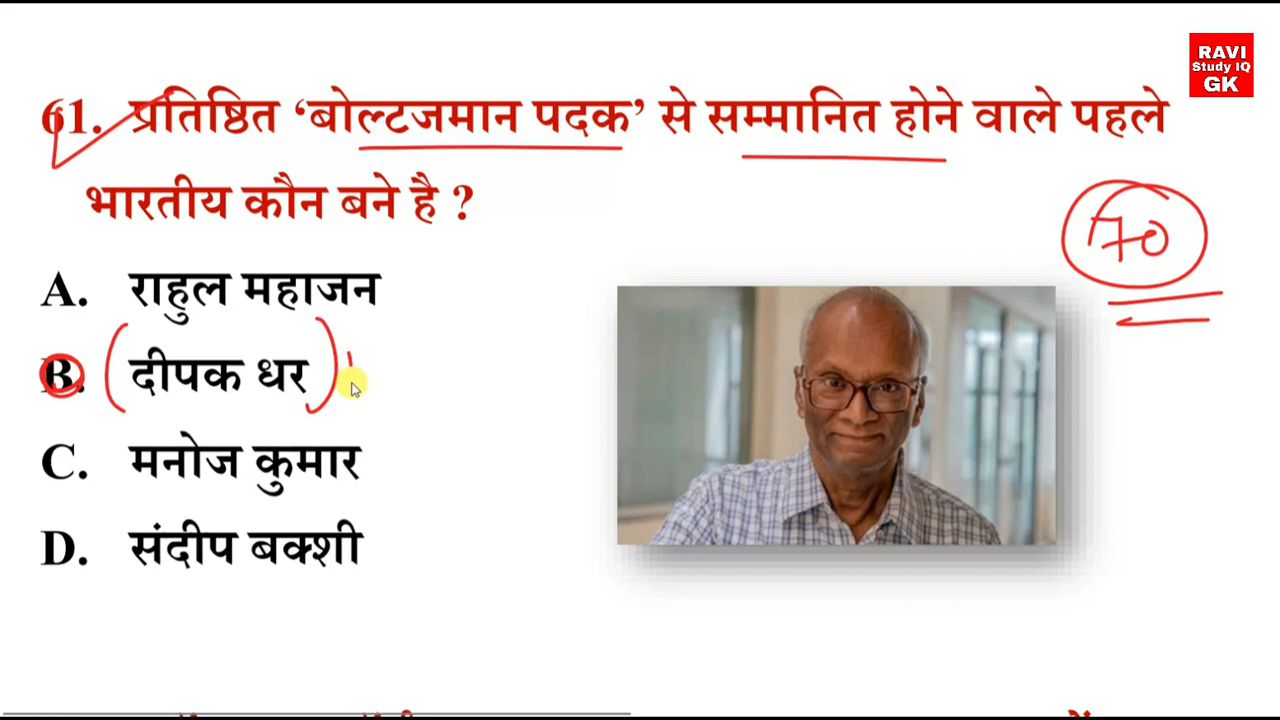 RAVI
Study IQ
GK
61. प्रतिष्ठित ‘बोल्टजमान पदक’ से सम्मानित होने वाले पहले
भारतीय कौन बने है ?
70
A. राहुल महाजन
B. दीपक धर
C. मनोज कुमार
D. संदीप बक्शी